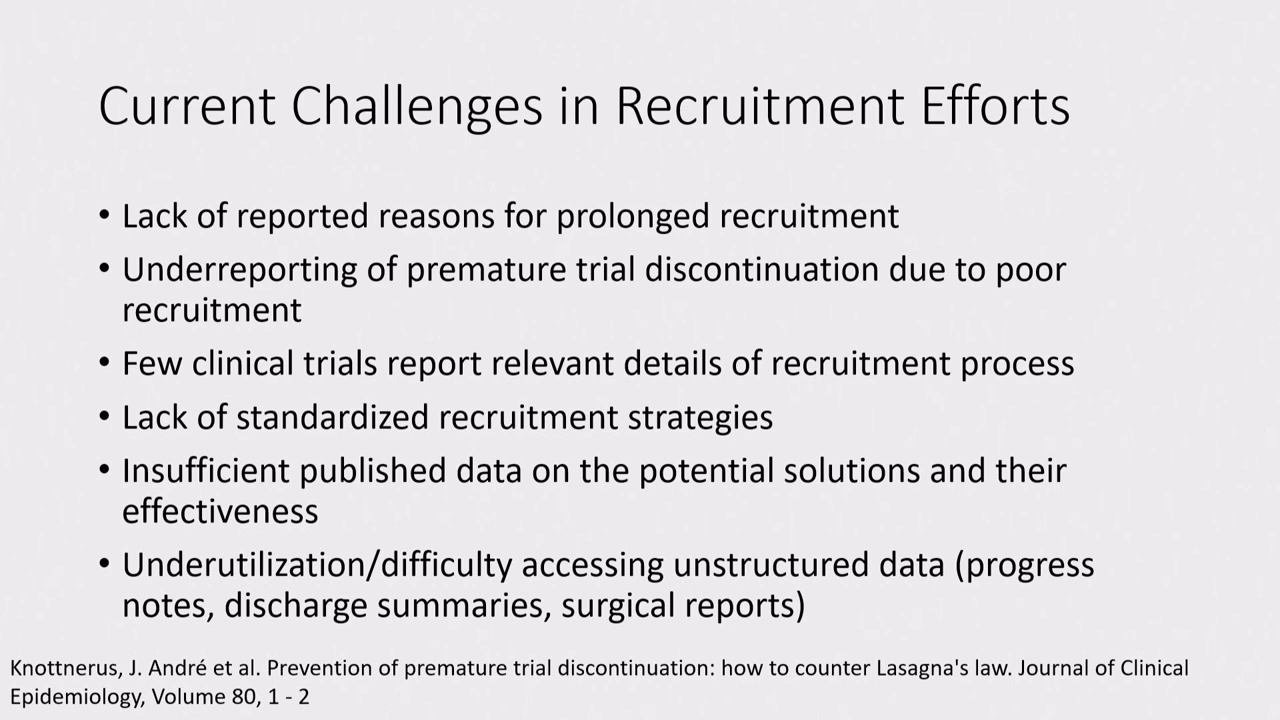 Current Challenges in Recruitment Efforts
• Lack of reported reasons for prolonged recruitment
• Underreporting of premature trial discontinuation due to poor
recruitment
• Few clinical trials report relevant details of recruitment process
• Lack of standardized recruitment strategies
• Insufficient published data on the potential solutions and their
effectiveness
• Underutilization/difficulty accessing unstructured data (progress
notes, discharge summaries, surgical reports)
Knottnerus, J. André et al. Prevention of premature trial discontinuation: how to counter Lasagna's law. Journal of Clinical
Epidemiology, Volume 80, 1 - 2